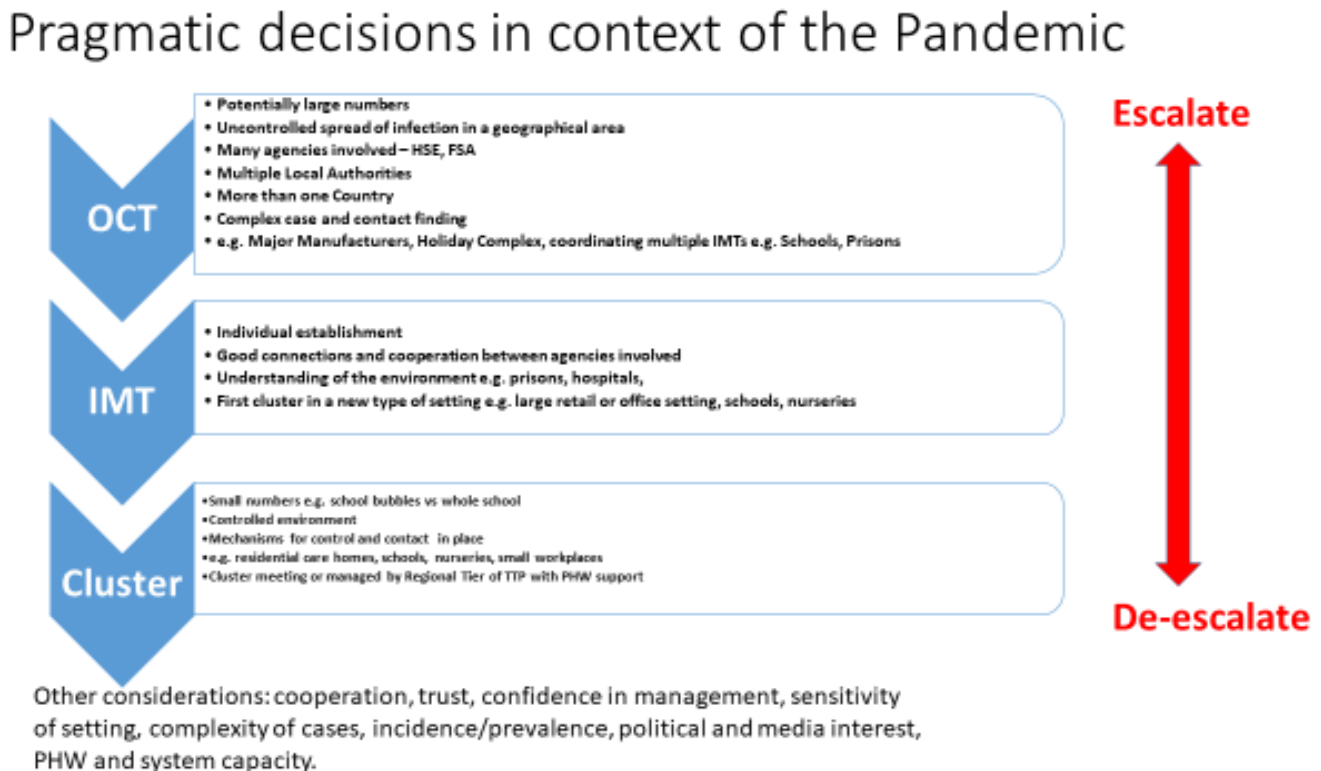 Pragmatic decisions in context of the Pandemic
OCT
• Potentially large numbers
• Uncontrolled spread of infection in a geographical area
• Many agencies involved – HSE, FSA
• Multiple Local Authorities
• More than one Country
• Complex case and contact finding
• e.g. Major Manufacturers, Holiday Complex, coordinating multiple IMTs e.g. Schools, Prisons
IMT
• Individual establishment
• Good connections and cooperation between agencies involved
• Understanding of the environment e.g. prisons, hospitals,
• First cluster in a new type of setting e.g. large retail or office setting, schools, nurseries
Cluster
•Small numbers e.g. school bubbles vs whole school
•Controlled environment
•Mechanisms for control and contact in place
•e.g. residential care homes, schools, nurseries, small workplaces
•Cluster meeting or managed by Regional Tier of TTP with PHW support
Escalate
De-escalate
Other considerations: cooperation, trust, confidence in management, sensitivity
of setting, complexity of cases, incidence/prevalence, political and media interest,
PHW and system capacity.